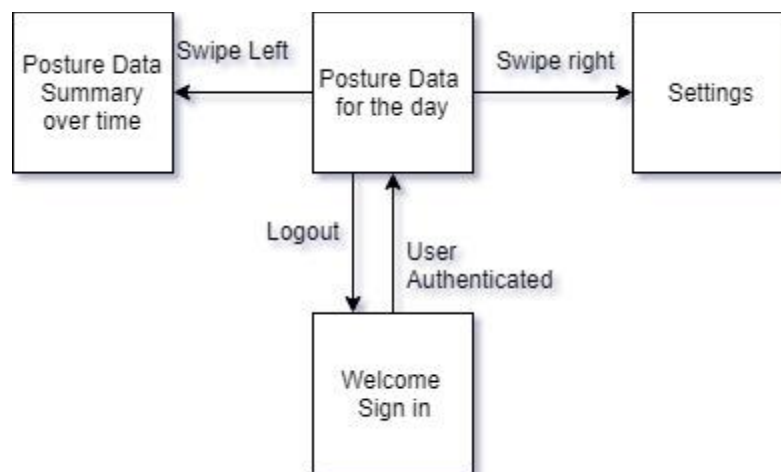 Posture Data
Summary
over time
Swipe Left
Posture Data
for the day
Swipe right
Settings
Logout
User
Authenticated
Welcome
Sign in